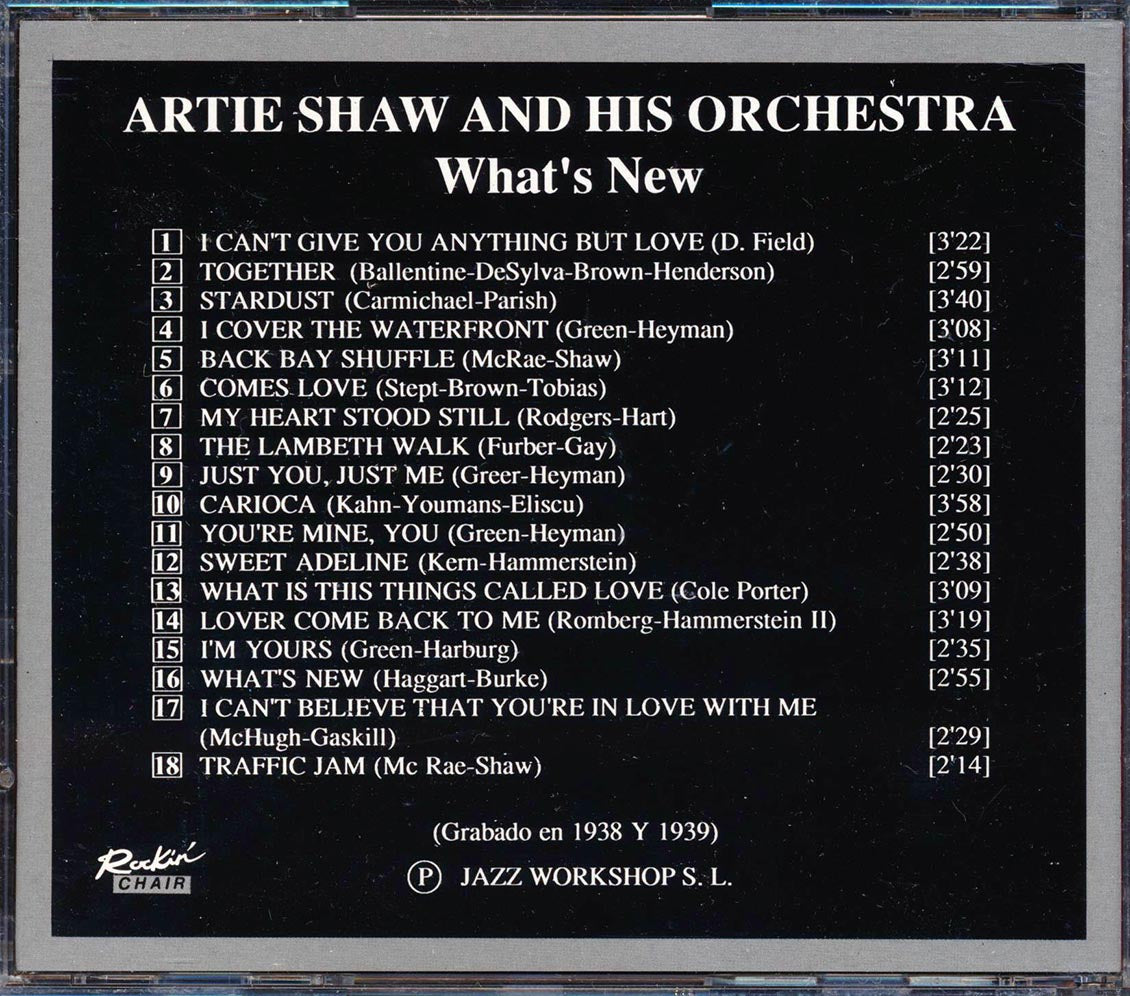 ARTIE SHAW AND HIS ORCHESTRA
What's New
1 I CAN'T GIVE YOU ANYTHING BUT LOVE (D. Field) [3'22]
2 TOGETHER (Ballentine-DeSylva-Brown-Henderson) [2'59]
3 STARDUST (Carmichael-Parish) [3'40]
4 I COVER THE WATERFRONT (Green-Heyman) [3'08]
5 BACK BAY SHUFFLE (McRae-Shaw) [3'11]
6 COMES LOVE (Stept-Brown-Tobias) [3'12]
7 MY HEART STOOD STILL (Rodgers-Hart) [2'25]
8 THE LAMBETH WALK (Furber-Gay) [2'23]
9 JUST YOU, JUST ME (Greer-Heyman) [2'30]
10 CARIOCA (Kahn-Youmans-Eliscu) [3'58]
11 YOU'RE MINE, YOU (Green-Heyman) [2'50]
12 SWEET ADELINE (Kern-Hammerstein) [2'38]
13 WHAT IS THIS THINGS CALLED LOVE (Cole Porter) [3'09]
14 LOVER COME BACK TO ME (Romberg-Hammerstein II) [3'19]
15 I'M YOURS (Green-Harburg) [2'35]
16 WHAT'S NEW (Haggart-Burke) [2'55]
17 I CAN'T BELIEVE THAT YOU'RE IN LOVE WITH ME
(McHugh-Gaskill) [2'29]
18 TRAFFIC JAM (Mc Rae-Shaw) [2'14]
(Grabado en 1938 Y 1939)
Rockin'
CHAIR
Ⓟ JAZZ WORKSHOP S. L.